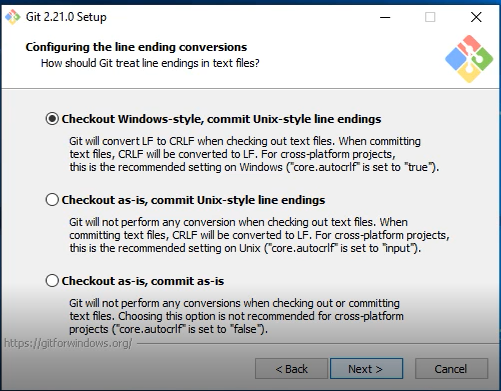 Git 2.21.0 Setup
Configuring the line ending conversions
How should Git treat line endings in text files?
Checkout Windows-style, commit Unix-style line endings
Git will convert LF to CRLF when checking out text files. When committing
text files, CRLF will be converted to LF. For cross-platform projects,
this is the recommended setting on Windows ("core.autocrlf" is set to "true").
Checkout as-is, commit Unix-style line endings
Git will not perform any conversion when checking out text files. When
committing text files, CRLF will be converted to LF. For cross-platform projects,
this is the recommended setting on Unix ("core.autocrlf" is set to "input").
Checkout as-is, commit as-is
Git will not perform any conversions when checking out or committing
text files. Choosing this option is not recommended for cross-platform
projects ("core.autocrlf" is set to "false").
https://gitforwindows.org/
< Back Next > Cancel